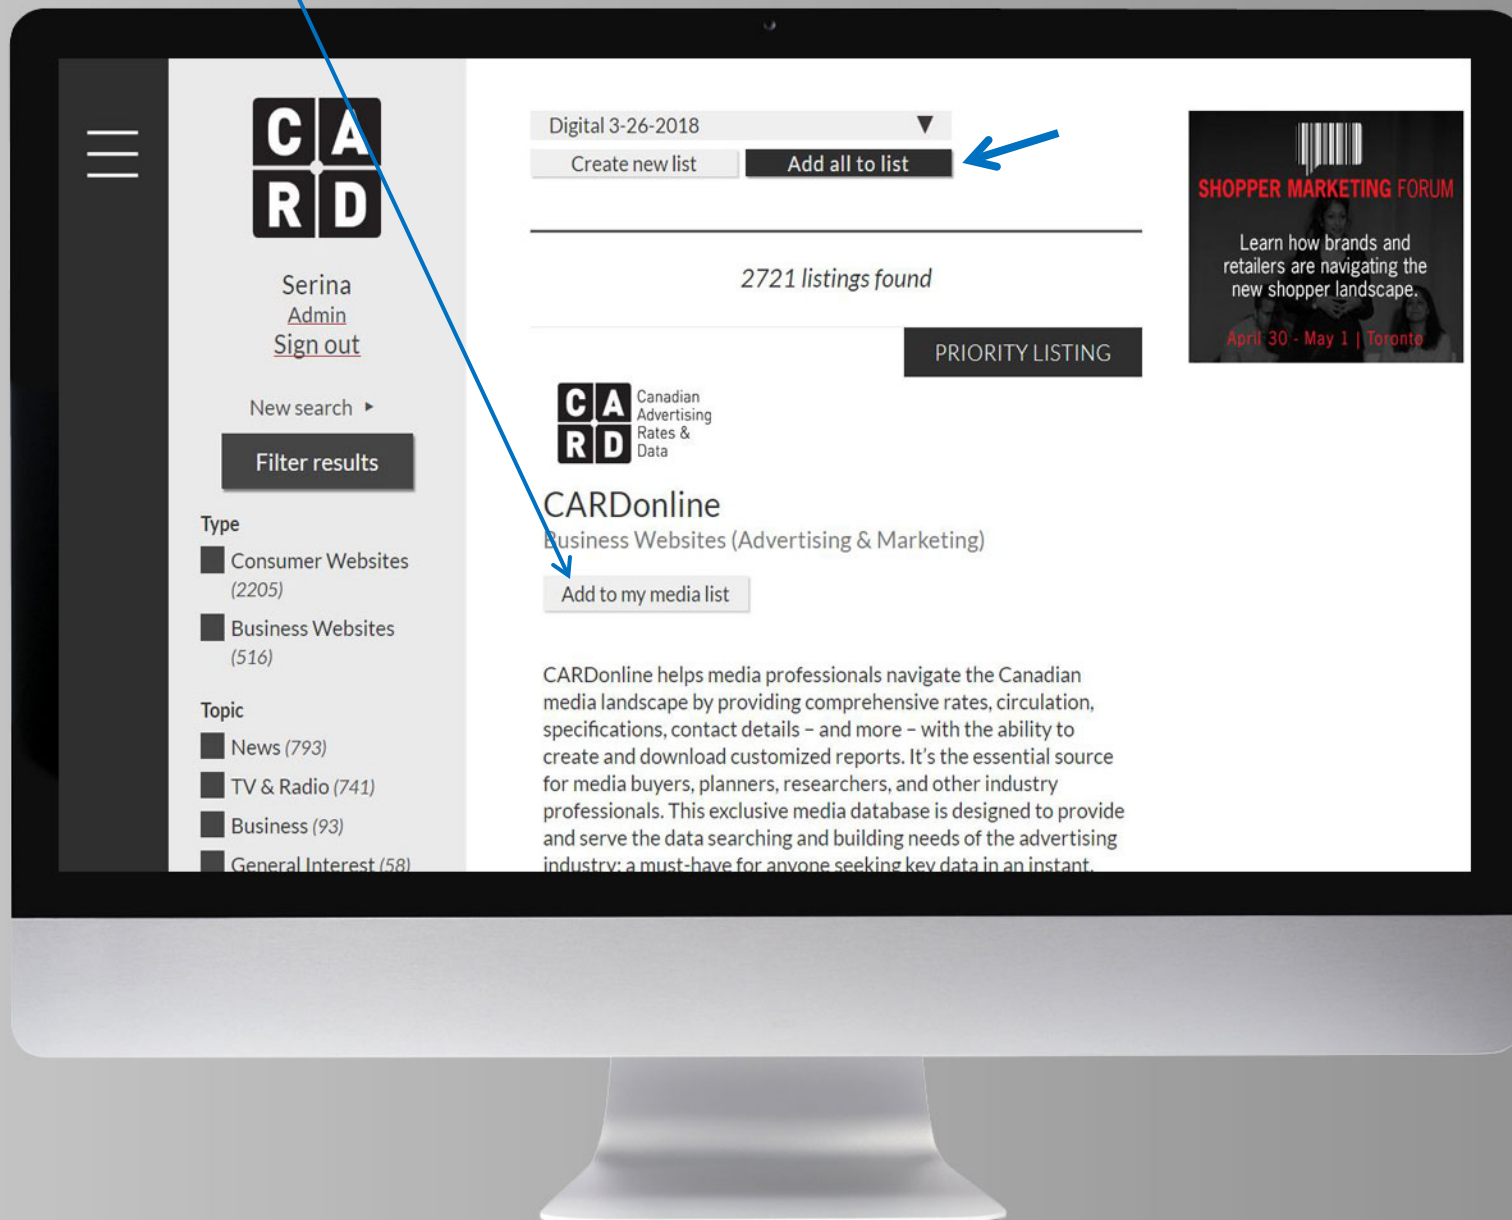 CA
RD
Serina
Admin
Sign out
New search ▸
Filter results
Type
Consumer Websites
(2205)
Business Websites
(516)
Topic
News (793)
TV & Radio (741)
Business (93)
General Interest (58)
Digital 3-26-2018 ▼
Create new list
Add all to list
2721 listings found
PRIORITY LISTING
CA
RD
Canadian
Advertising
Rates &
Data
CARDonline
Business Websites (Advertising & Marketing)
Add to my media list
CARDonline helps media professionals navigate the Canadian
media landscape by providing comprehensive rates, circulation,
specifications, contact details – and more – with the ability to
create and download customized reports. It's the essential source
for media buyers, planners, researchers, and other industry
professionals. This exclusive media database is designed to provide
and serve the data searching and building needs of the advertising
industry; a must-have for anyone seeking key data in an instant.
SHOPPER MARKETING FORUM
Learn how brands and
retailers are navigating the
new shopper landscape.
April 30 - May 1 | Toronto